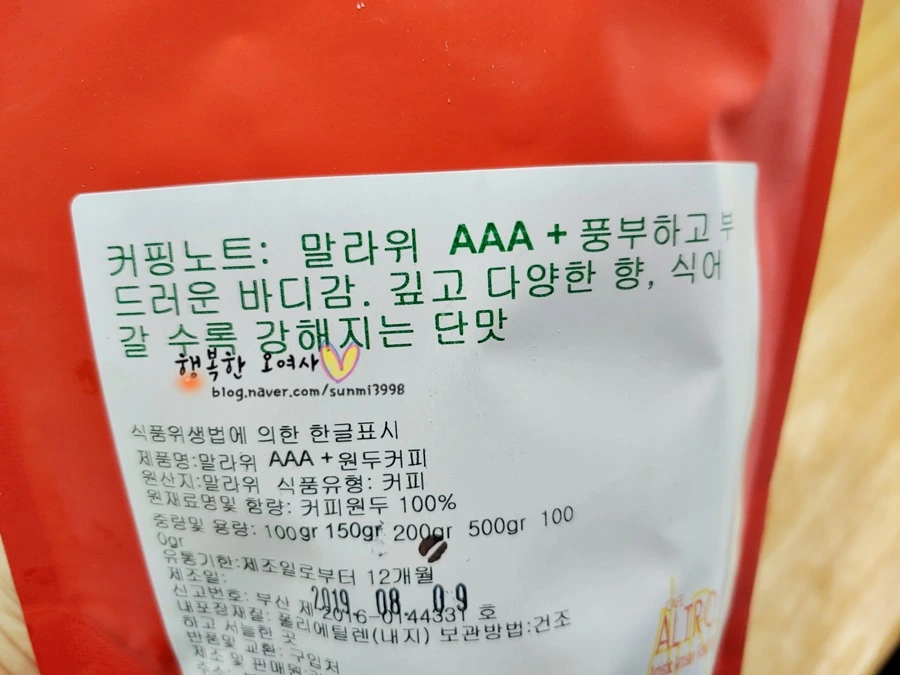 커핑노트: 말라위 AAA + 풍부하고 부
드러운 바디감. 깊고 다양한 향, 식어
갈 수록 강해지는 단맛
행복한 오여사
blog.naver.com/sunmi3998
식품위생법에 의한 한글표시
제품명:말라위 AAA + 원두커피
원산지:말라위 식품유형: 커피
원재료명및 함량: 커피원두 100%
중량및 용량: 100gr 150gr 200gr 500gr 100
0gr
유통기한:제조일로부터 12개월
제조일:
2019. 08. 09
신고번호: 부산 제 2016-0144331 호
내포장재질: 폴리에틸렌(내지) 보관방법:건조
하고 서늘한 곳
반품및 교환: 구입처
제조 및 판매원
ALTRO